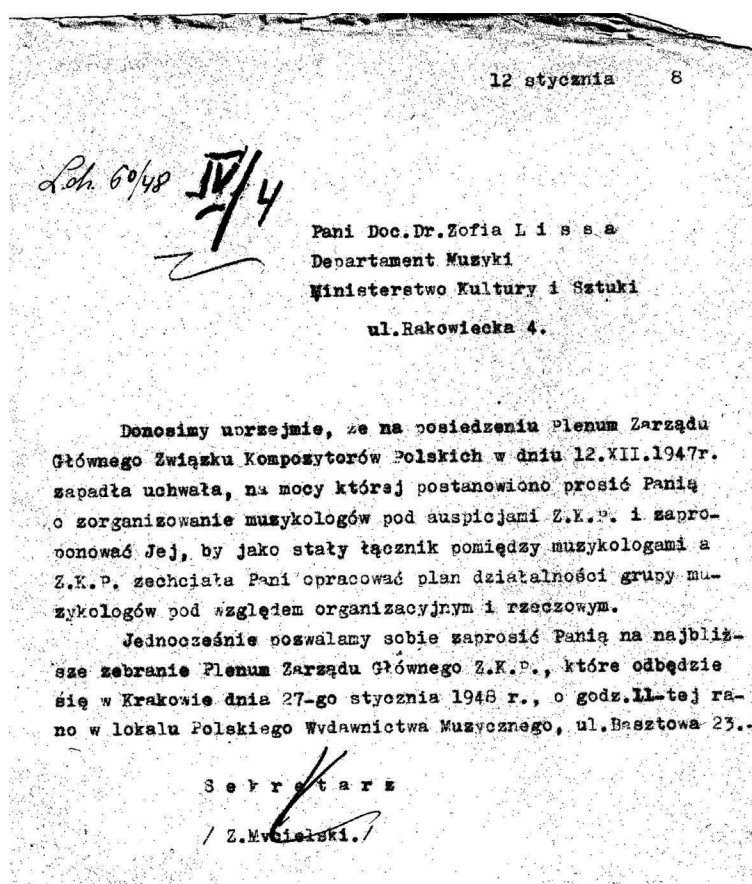 12 stycznia 8
L.dz. 60/48 IV/4
Pani Doc.Dr.Zofia L i s s a
Departament Muzyki
Ministerstwo Kultury i Sztuki
ul.Rakowiecka 4.
Donosimy uprzejmie, że na posiedzeniu Plenum Zarządu
Głównego Związku Kompozytorów Polskich w dniu 12.XII.1947r.
zapadła uchwała, na mocy której postanowiono prosić Panią
o zorganizowanie muzykologów pod auspicjami Z.K.P. i zapro-
ponować Jej, by jako stały łącznik pomiędzy muzykologami a
Z.K.P. zechciała Pani opracować plan działalności grupy mu-
zykologów pod względem organizacyjnym i rzeczowym.
Jednocześnie pozwalamy sobie zaprosić Panią na najbliż-
sze zebranie Plenum Zarządu Głównego Z.K.P., które odbędzie
się w Krakowie dnia 27-go stycznia 1948 r., o godz.11-tej ra-
no w lokalu Polskiego Wydawnictwa Muzycznego, ul.Basztowa 23.-
S e k r e t a r z
/ Z.Mycielski./